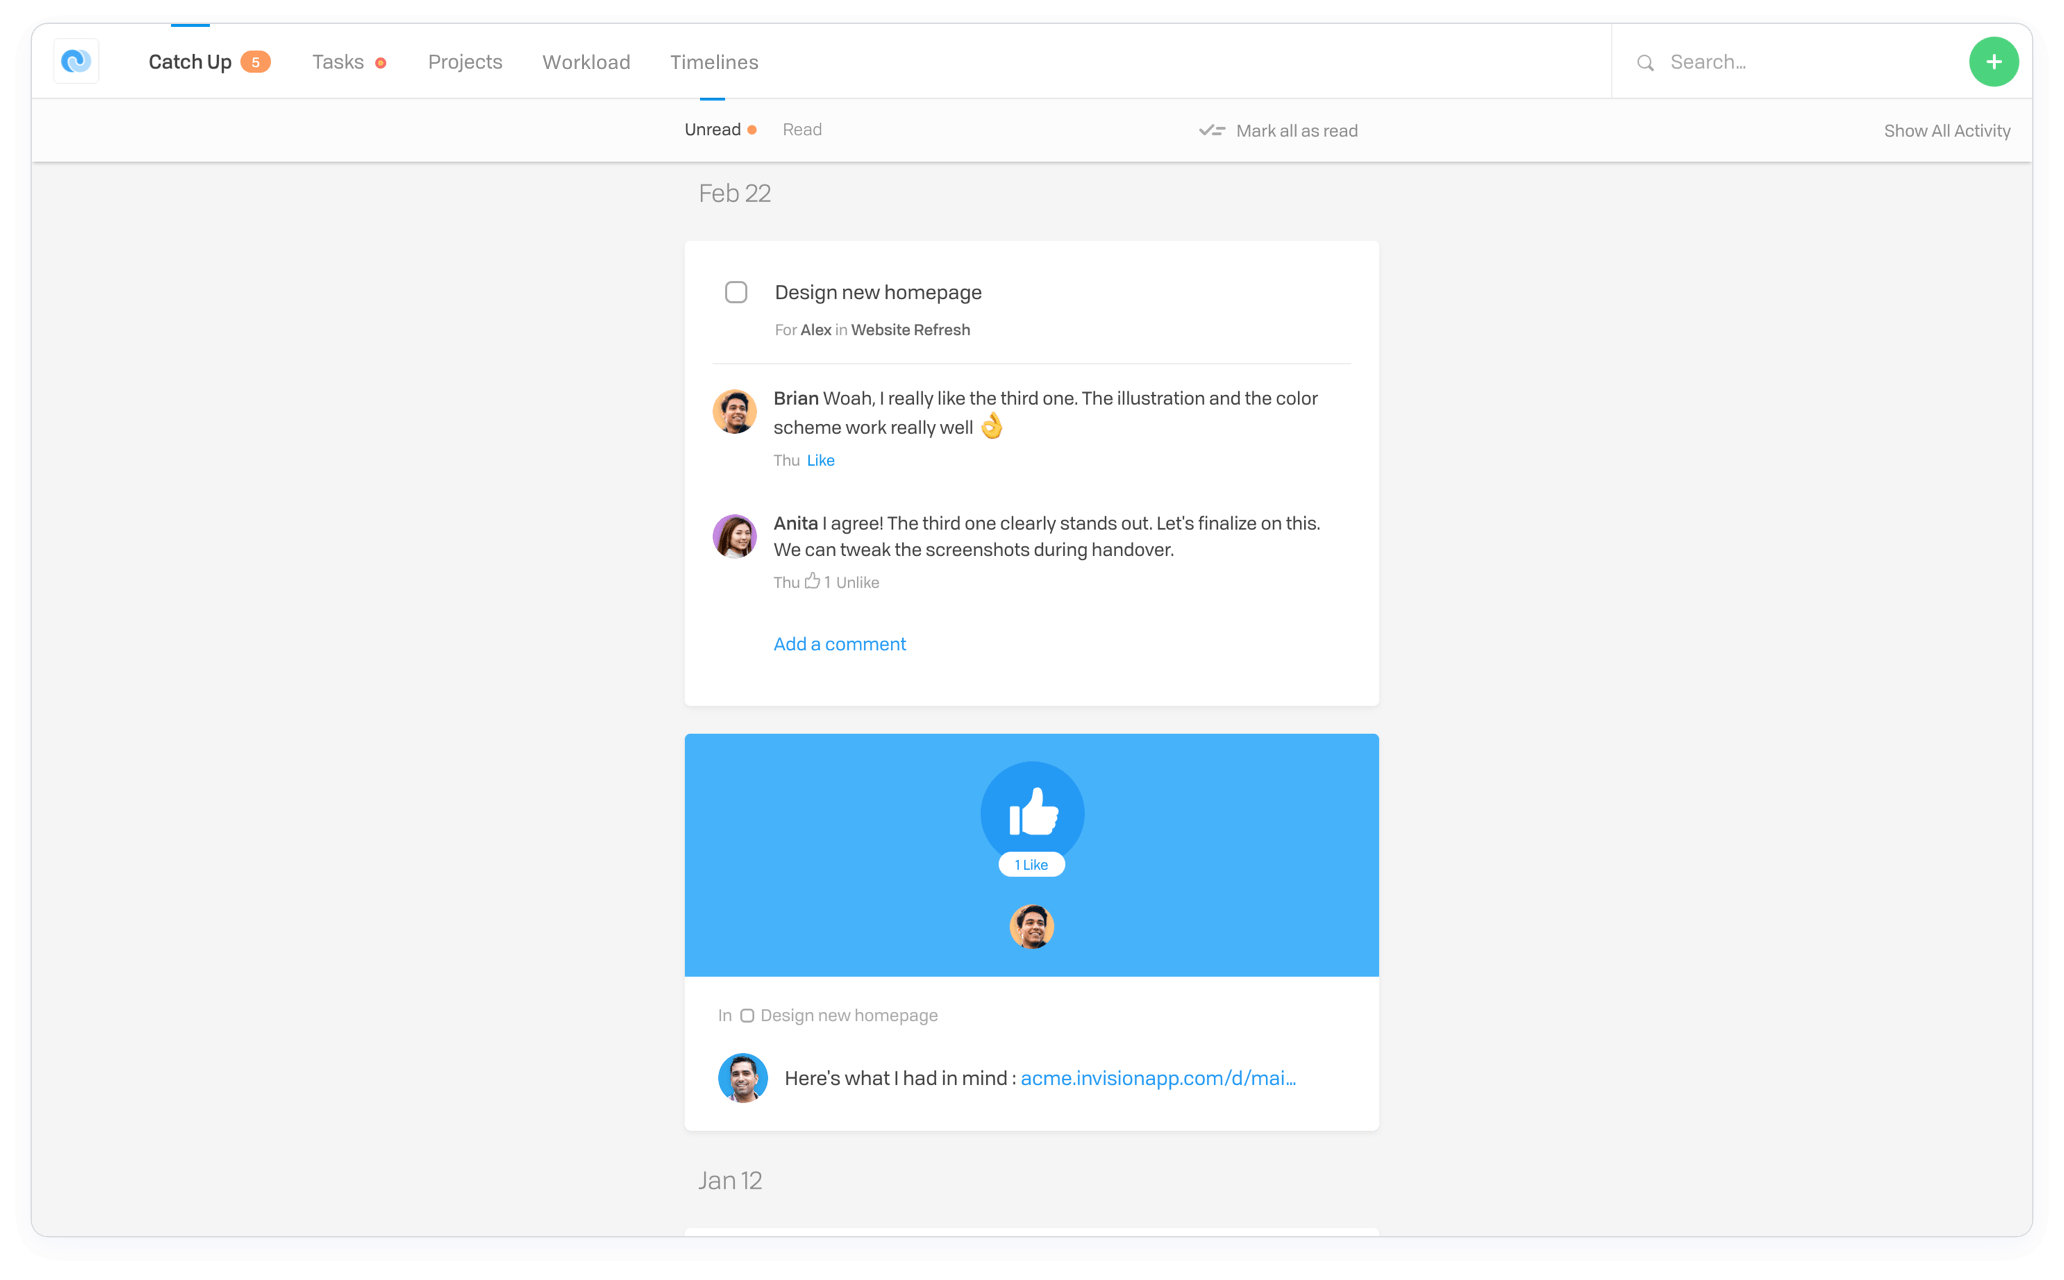 Catch Up 5 Tasks Projects Workload Timelines Search...
Unread Read Mark all as read Show All Activity
Feb 22
Design new homepage
For Alex in Website Refresh
Brian Woah, I really like the third one. The illustration and the color
scheme work really well 👌
Thu Like
Anita I agree! The third one clearly stands out. Let's finalize on this.
We can tweak the screenshots during handover.
Thu 1 Unlike
Add a comment
1 Like
In Design new homepage
Here's what I had in mind : acme.invisionapp.com/d/mai...
Jan 12